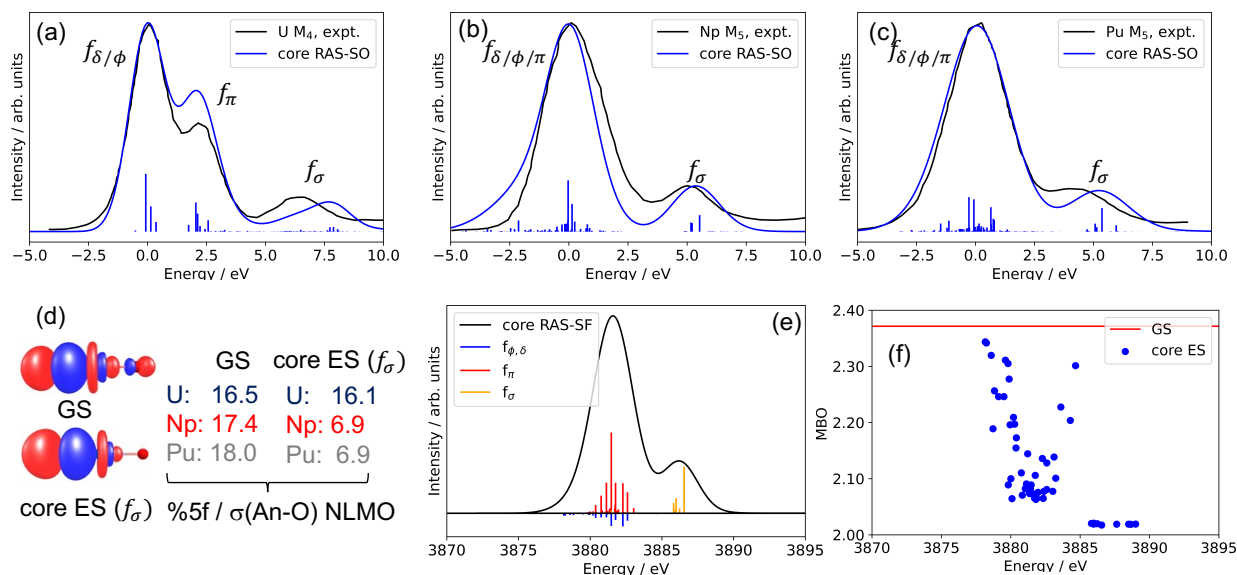 (a)
U M₄, expt.
core RAS-SO
f_{δ/ϕ}
f_π
f_σ
Intensity / arb. units
−5.0 −2.5 0.0 2.5 5.0 7.5 10.0
Energy / eV
(b)
Np M₅, expt.
core RAS-SO
f_{δ/ϕ/π}
f_σ
Intensity / arb. units
−5.0 −2.5 0.0 2.5 5.0 7.5 10.0
Energy / eV
(c)
Pu M₅, expt.
core RAS-SO
f_{δ/ϕ/π}
f_σ
Intensity / arb. units
−5.0 −2.5 0.0 2.5 5.0 7.5 10.0
Energy / eV
(d)
GS
core ES (f_σ)
GS core ES (f_σ)
U: 16.5 U: 16.1
Np: 17.4 Np: 6.9
Pu: 18.0 Pu: 6.9
%5f / σ(An-O) NLMO
(e)
core RAS-SF
f_{ϕ,δ}
f_π
f_σ
Intensity / arb. units
3870 3875 3880 3885 3890 3895
Energy / eV
(f)
GS
core ES
MBO
2.40
2.30
2.20
2.10
2.00
3870 3875 3880 3885 3890 3895
Energy / eV